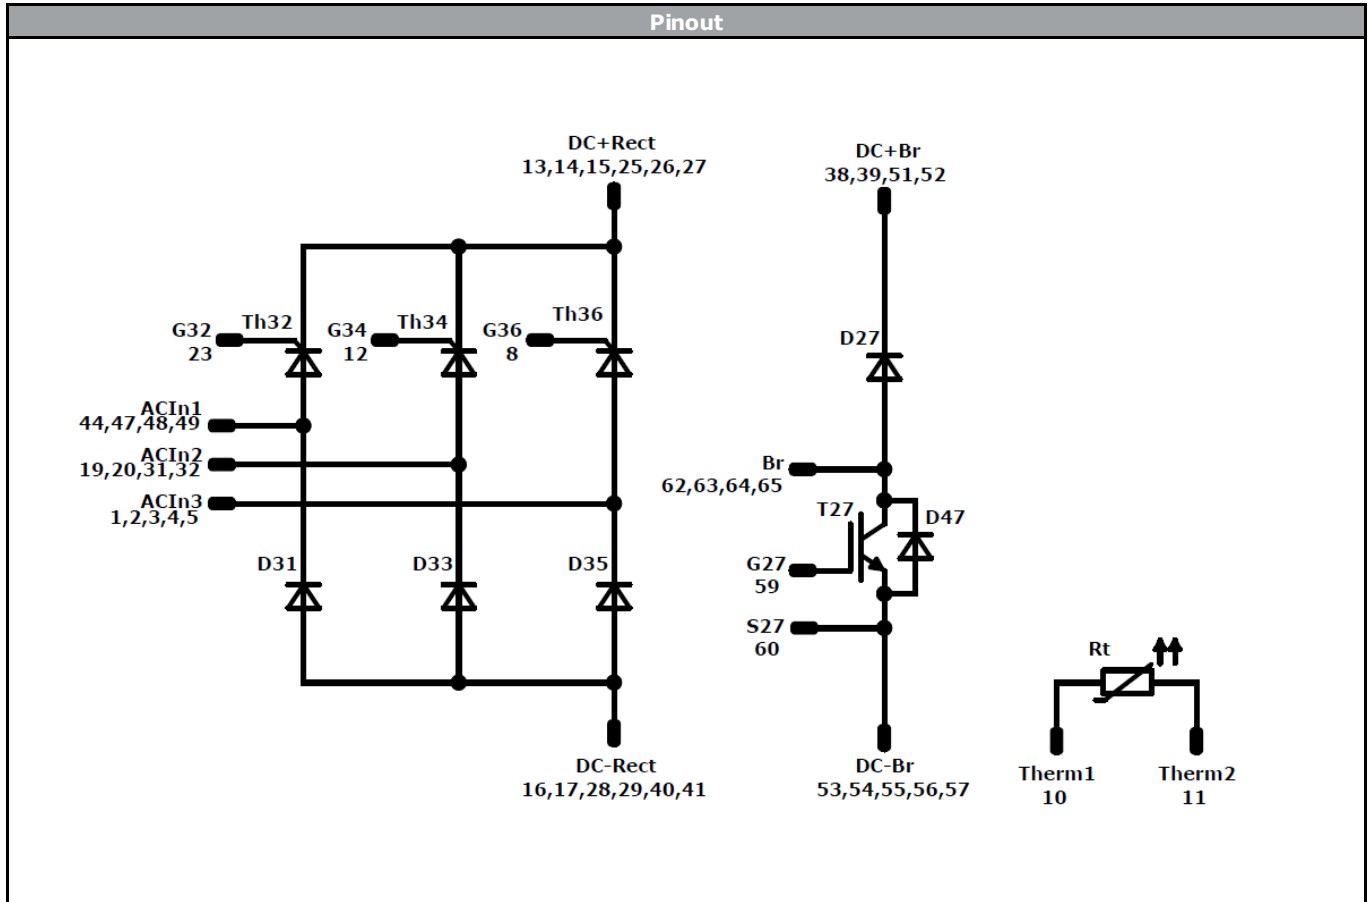 Pinout
DC+Rect
13,14,15,25,26,27
DC+Br
38,39,51,52
G32
23
Th32
G34
12
Th34
G36
8
Th36
D27
ACIn1
44,47,48,49
ACIn2
19,20,31,32
ACIn3
1,2,3,4,5
Br
62,63,64,65
T27
D47
D31
D33
D35
G27
59
S27
60
Rt
DC-Rect
16,17,28,29,40,41
DC-Br
53,54,55,56,57
Therm1
10
Therm2
11